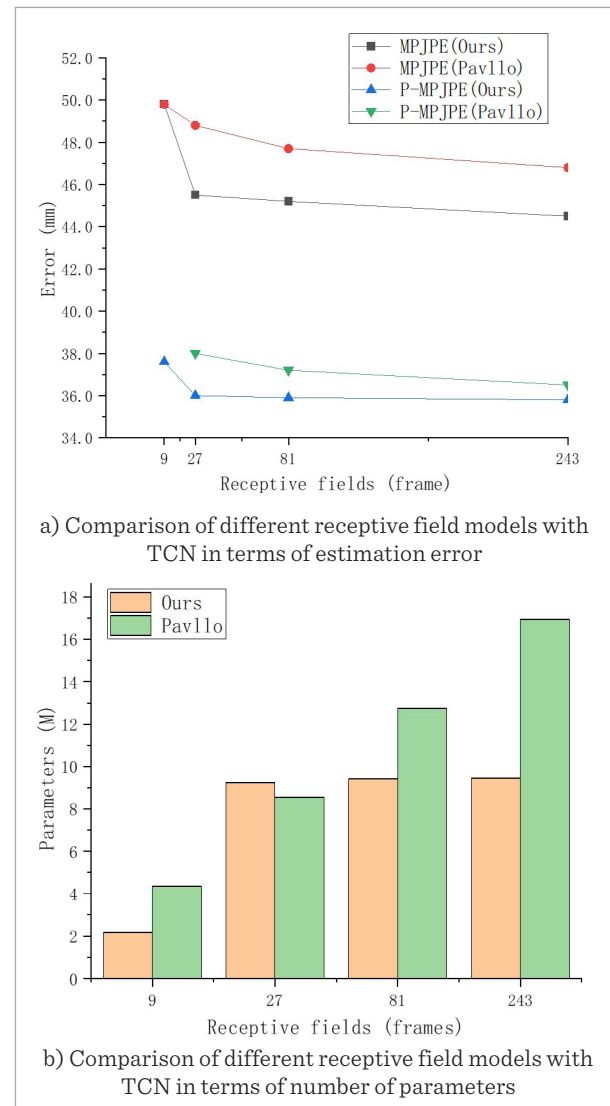 MPJPE(Ours)
MPJPE(Pavllo)
P-MPJPE(Ours)
P-MPJPE(Pavllo)
52.0
50.0
48.0
46.0
44.0
42.0
40.0
38.0
36.0
34.0
Error (mm)
9 27 81 243
Receptive fields (frame)
a) Comparison of different receptive field models with
TCN in terms of estimation error
Ours
Pavllo
18
16
14
12
10
8
6
4
2
0
Parameters (M)
9 27 81 243
Receptive fields (frames)
b) Comparison of different receptive field models with
TCN in terms of number of parameters